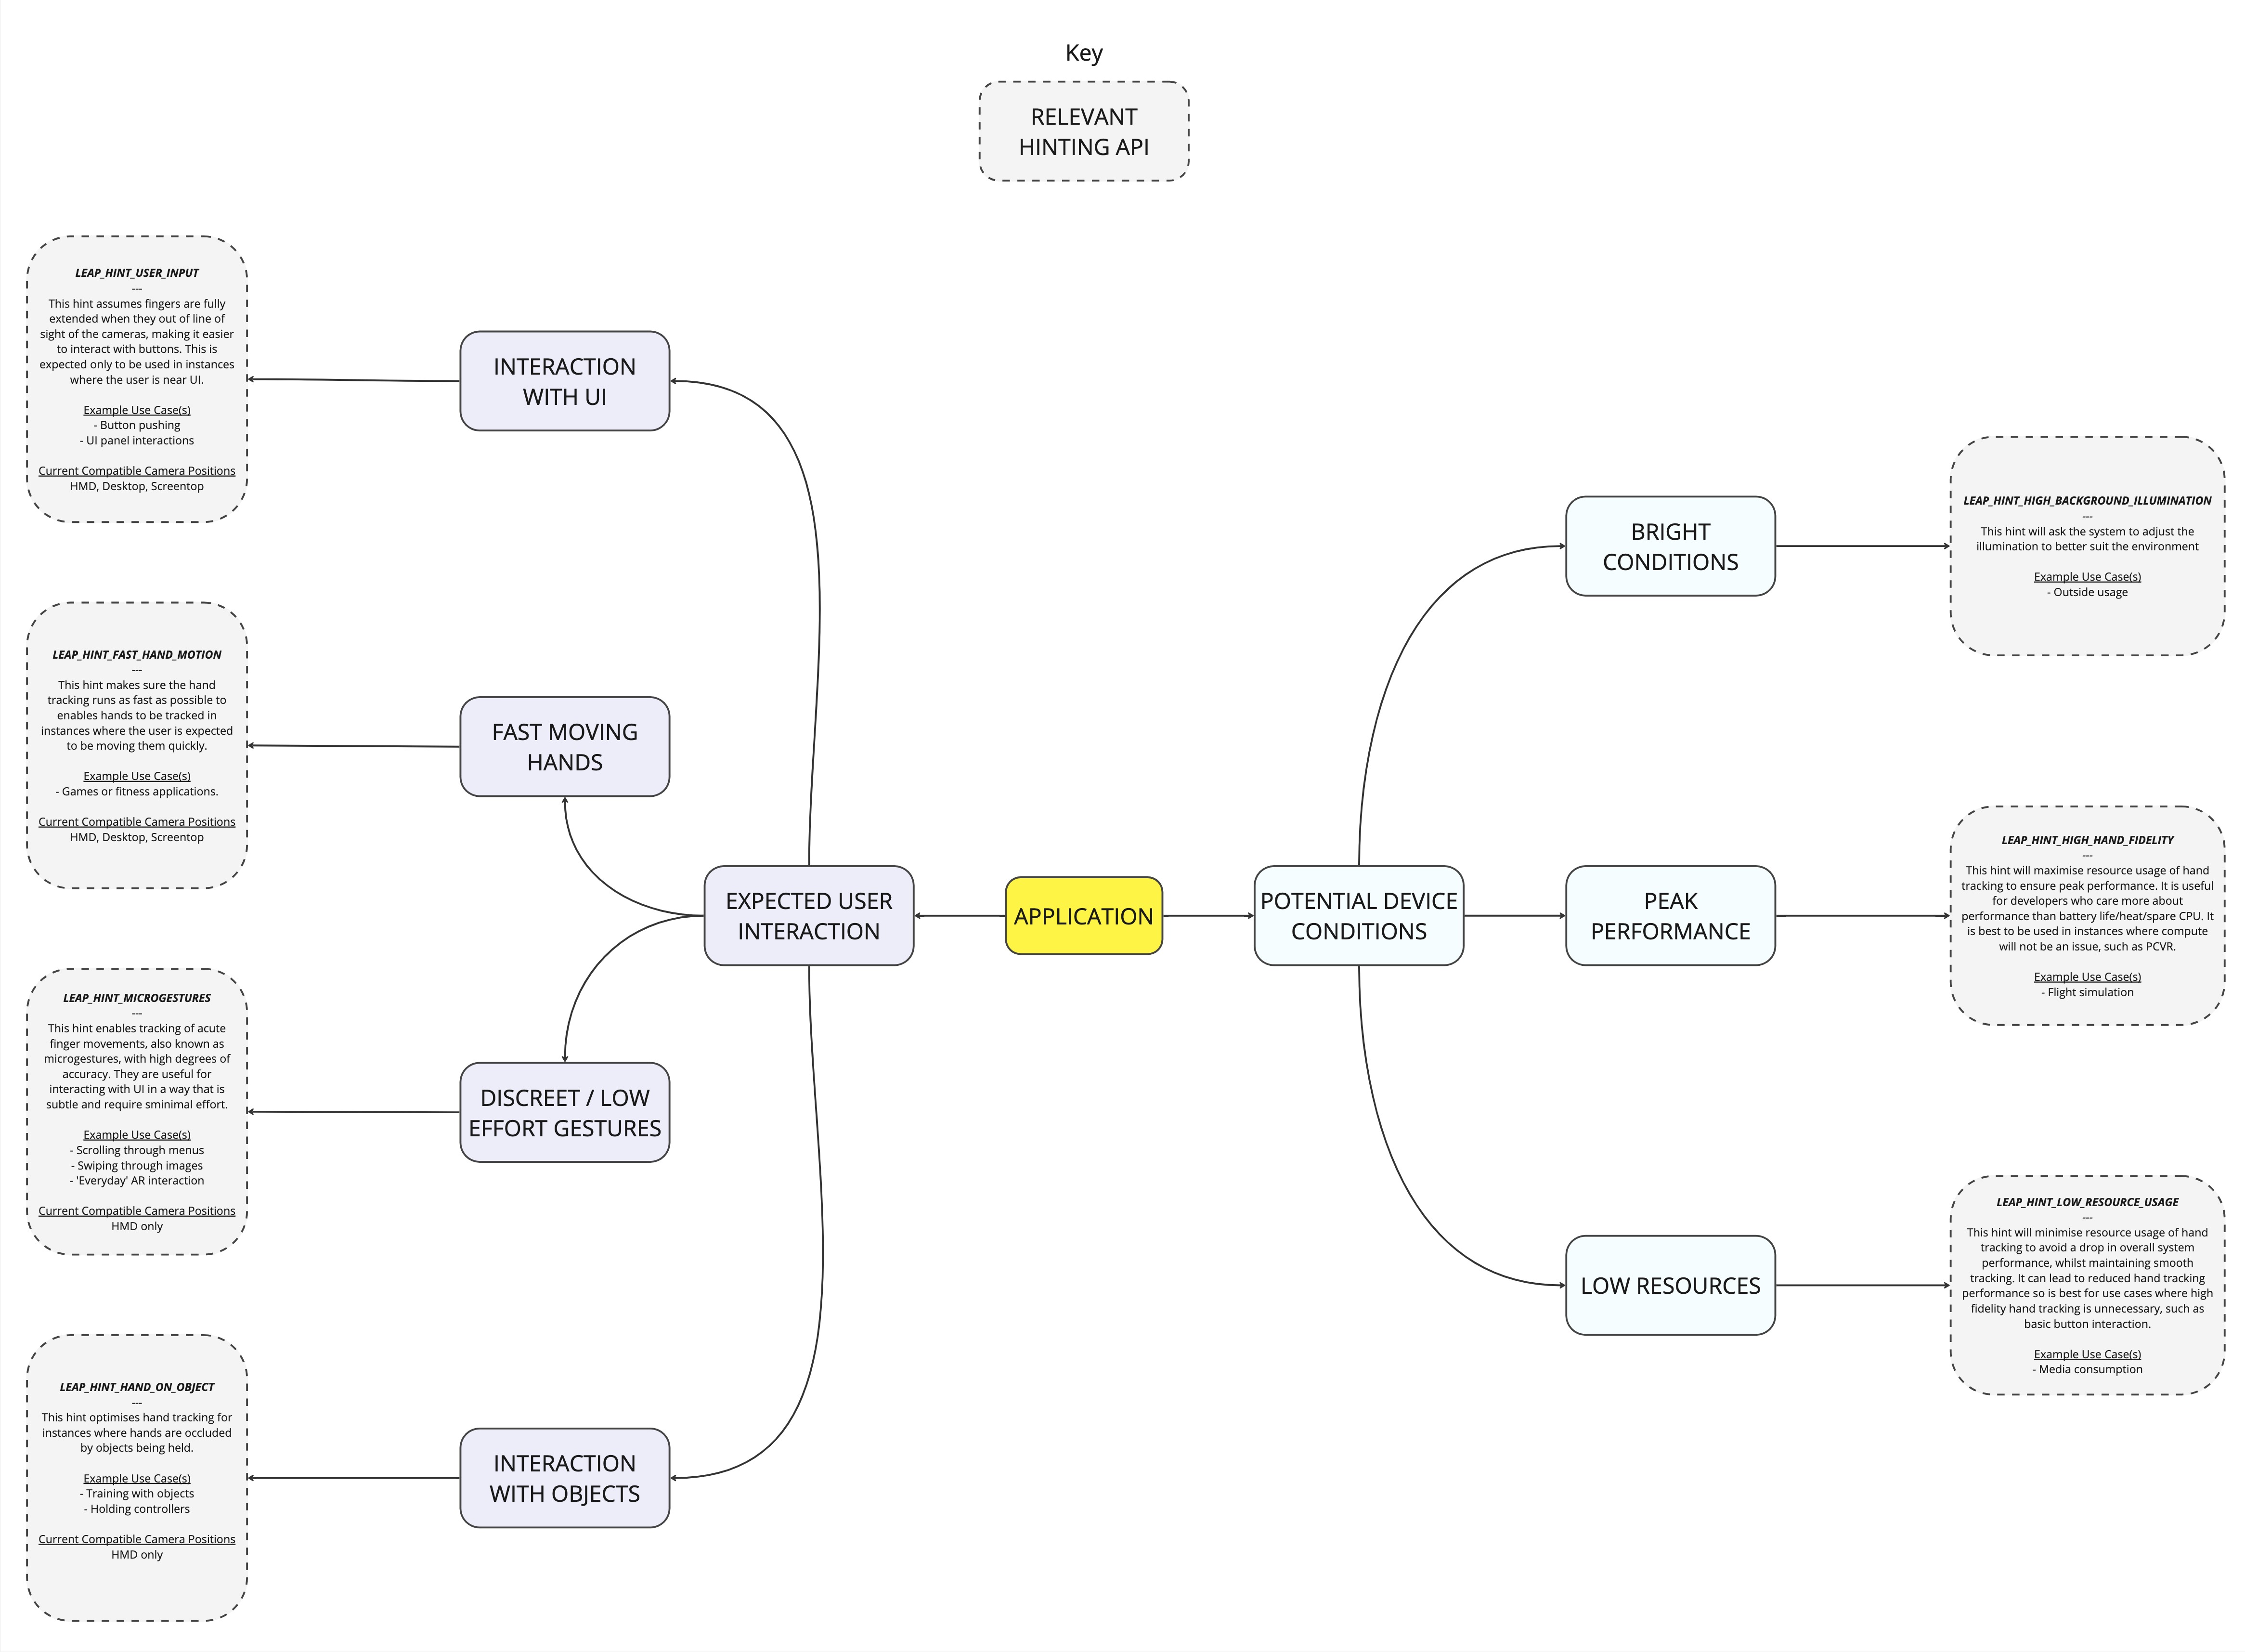 Key
RELEVANT
HINTING API
LEAP_HINT_USER_INPUT
---
This hint assumes fingers are fully
extended when they out of line of
sight of the cameras, making it easier
to interact with buttons. This is
expected only to be used in instances
where the user is near UI.
Example Use Case(s)
- Button pushing
- UI panel interactions
Current Compatible Camera Positions
HMD, Desktop, Screentop
INTERACTION
WITH UI
LEAP_HINT_FAST_HAND_MOTION
---
This hint makes sure the hand
tracking runs as fast as possible to
enables hands to be tracked in
instances where the user is expected
to be moving them quickly.
Example Use Case(s)
- Games or fitness applications.
Current Compatible Camera Positions
HMD, Desktop, Screentop
FAST MOVING
HANDS
LEAP_HINT_MICROGESTURES
---
This hint enables tracking of acute
finger movements, also known as
microgestures, with high degrees of
accuracy. They are useful for
interacting with UI in a way that is
subtle and require sminimal effort.
Example Use Case(s)
- Scrolling through menus
- Swiping through images
- 'Everyday' AR interaction
Current Compatible Camera Positions
HMD only
DISCREET / LOW
EFFORT GESTURES
LEAP_HINT_HAND_ON_OBJECT
---
This hint optimises hand tracking for
instances where hands are occluded
by objects being held.
Example Use Case(s)
- Training with objects
- Holding controllers
Current Compatible Camera Positions
HMD only
INTERACTION
WITH OBJECTS
EXPECTED USER
INTERACTION
APPLICATION
POTENTIAL DEVICE
CONDITIONS
BRIGHT
CONDITIONS
LEAP_HINT_HIGH_BACKGROUND_ILLUMINATION
---
This hint will ask the system to adjust the
illumination to better suit the environment
Example Use Case(s)
- Outside usage
PEAK
PERFORMANCE
LEAP_HINT_HIGH_HAND_FIDELITY
---
This hint will maximise resource usage of hand
tracking to ensure peak performance. It is useful
for developers who care more about
performance than battery life/heat/spare CPU. It
is best to be used in instances where compute
will not be an issue, such as PCVR.
Example Use Case(s)
- Flight simulation
LOW RESOURCES
LEAP_HINT_LOW_RESOURCE_USAGE
---
This hint will minimise resource usage of hand
tracking to avoid a drop in overall system
performance, whilst maintaining smooth
tracking. It can lead to reduced hand tracking
performance so is best for use cases where high
fidelity hand tracking is unnecessary, such as
basic button interaction.
Example Use Case(s)
- Media consumption